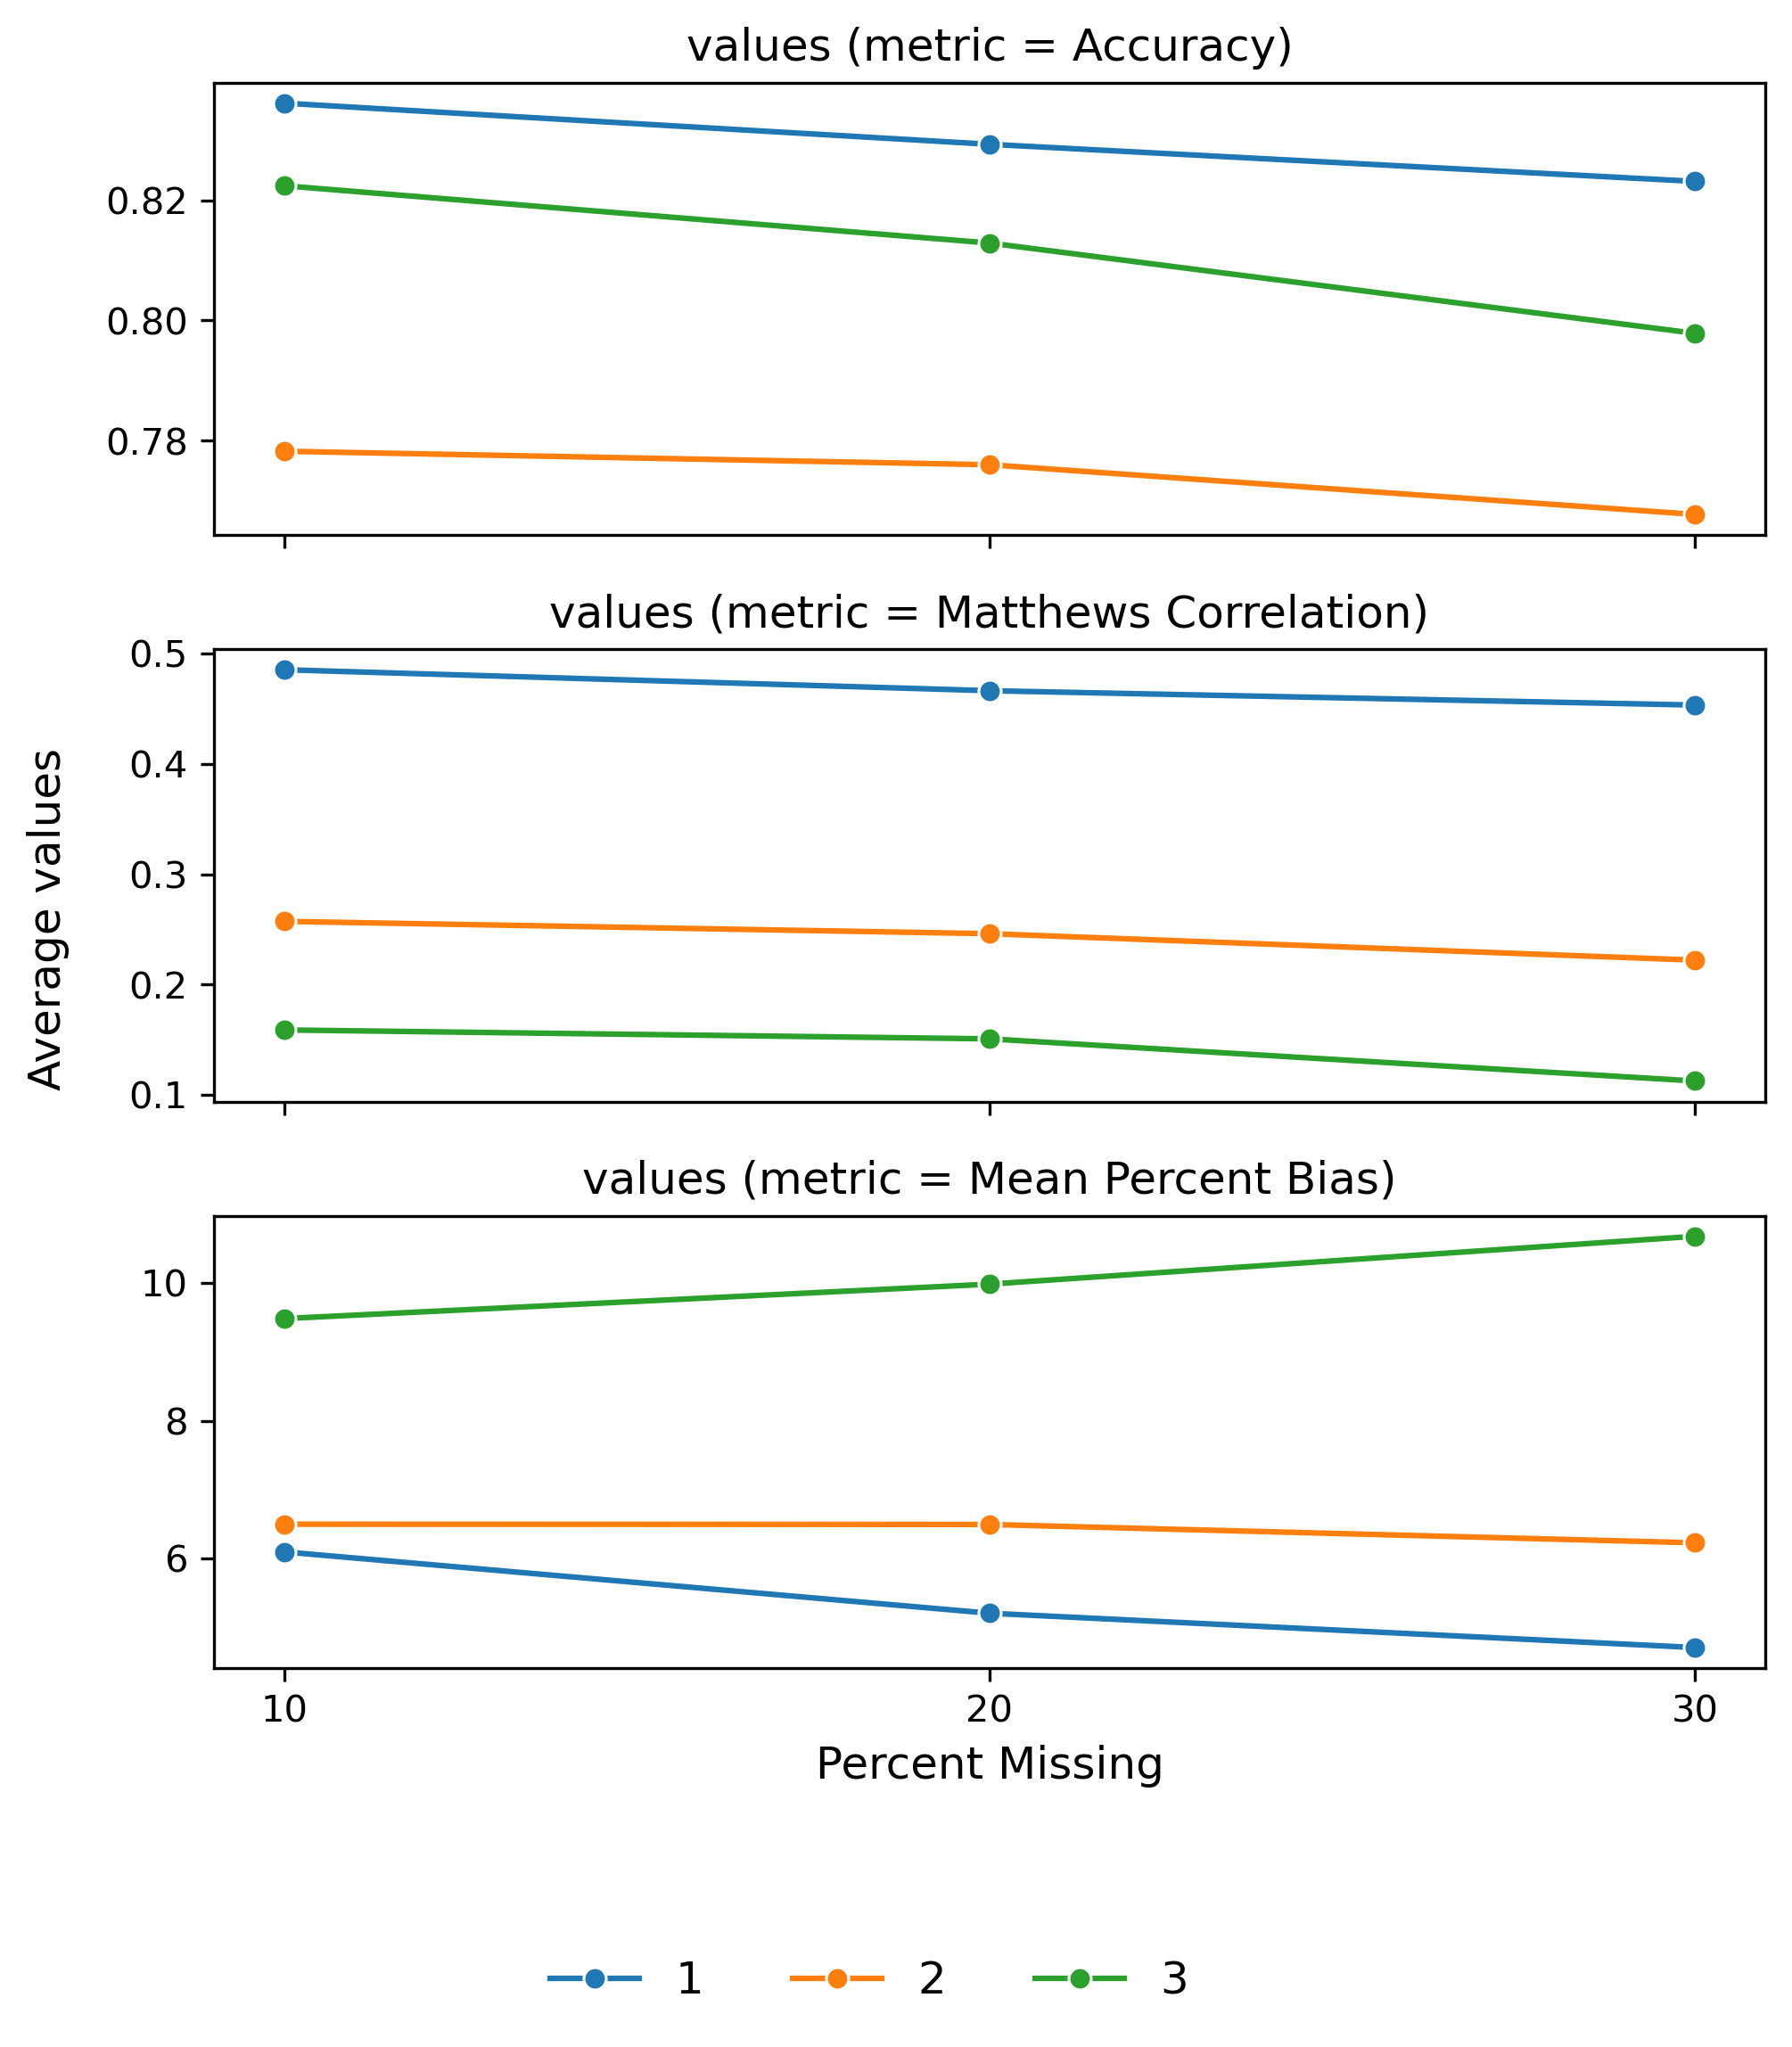 values (metric = Accuracy)
0.82
0.80
0.78
values (metric = Matthews Correlation)
0.5
0.4
0.3
0.2
0.1
Average values
values (metric = Mean Percent Bias)
10
8
6
10 20 30
Percent Missing
1 2 3